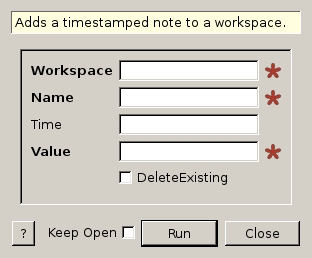 Adds a timestamped note to a workspace.
Workspace
Name
Time
Value
DeleteExisting
? Keep Open Run Close